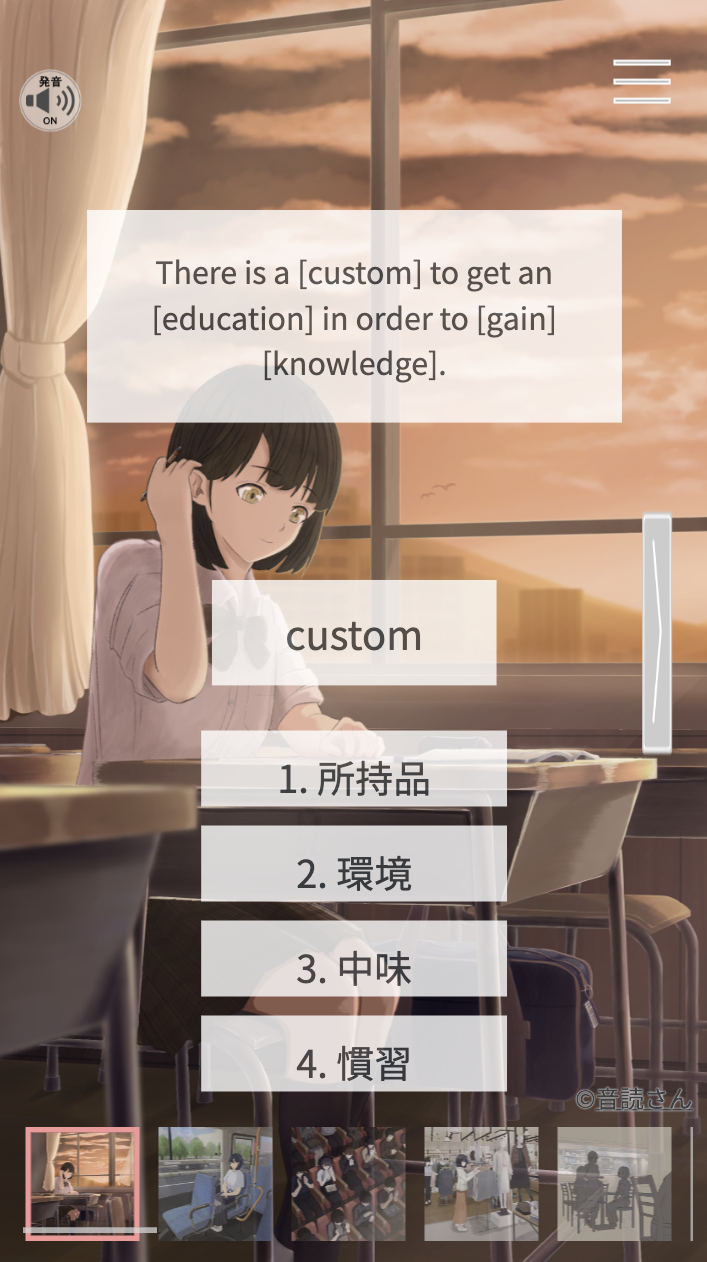 発音
ON
There is a [custom] to get an
[education] in order to [gain]
[knowledge].
custom
1. 所持品
2. 環境
3. 中味
4. 慣習
©音読さん